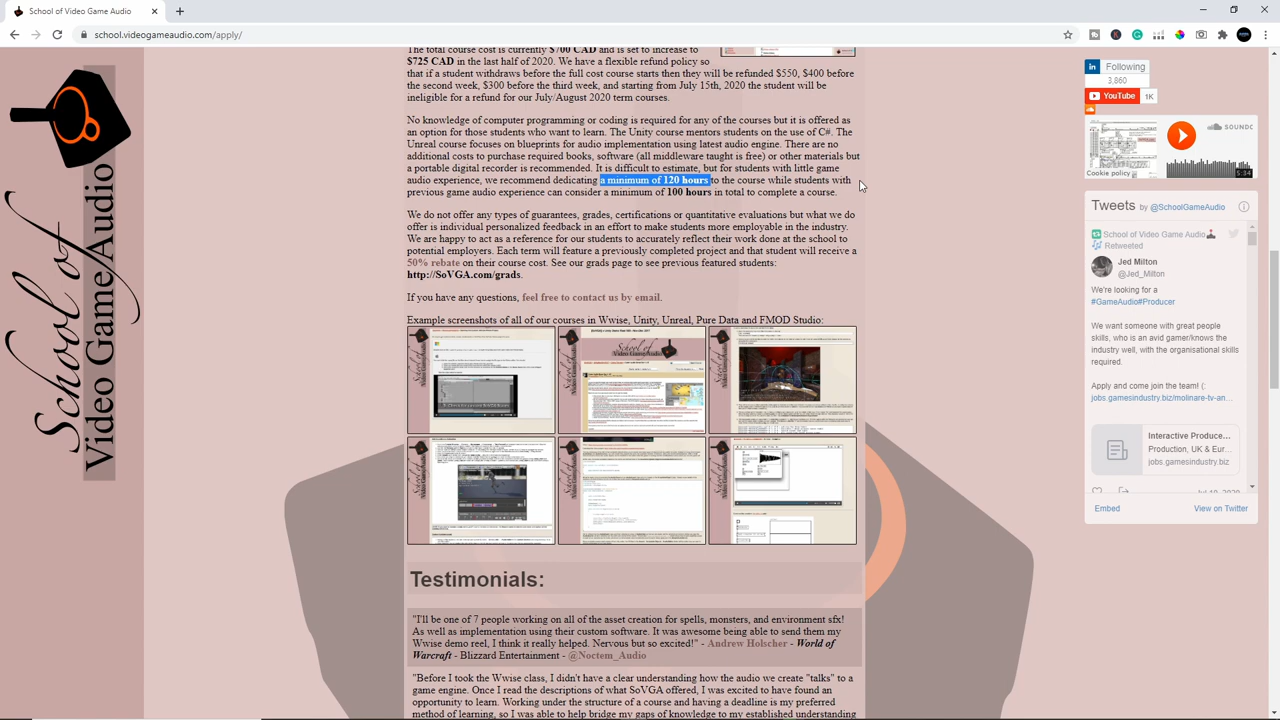 School of Video Game Audio
school.videogameaudio.com/apply/
School of
Video Game Audio
The total course cost is currently $700 CAD and is set to increase to
$725 CAD in the last half of 2020. We have a flexible refund policy so
that if a student withdraws before the full cost course starts then they will be refunded $550, $400 before
the second week, $300 before the third week, and starting from July 15th, 2020 the student will be
ineligible for a refund for our July/August 2020 term courses.
No knowledge of computer programming or coding is required for any of the courses but it is offered as
an option for those students who want to learn. The Unity course mentors students on the use of C#. The
Unreal course focuses on blueprints for audio implementation using latest audio engine. There are no
additional costs to purchase required books, software (all middleware taught is free) or other materials but
a portable digital recorder is required. It is difficult to estimate, but for students with little game
audio experience, we recommend dedicating a minimum of 120 hours to the course while students with
previous game audio experience can consider a minimum of 100 hours in total to complete a course.
We do not offer any types of guarantees, grades, certifications or quantitative evaluations but what we do
offer is individual personalized feedback in an effort to make students more employable in the industry.
We are happy to act as a reference for our students to accurately reflect their work done at the school to
potential employers. Each term will feature a previously completed project and that student will receive a
50% rebate on their course cost. See our grads page to see previous featured students:
http://SoVGA.com/grads.
If you have any questions, feel free to contact us by email.
Example screenshots of all of our courses in Wwise, Unity, Unreal, Pure Data and FMOD Studio:
Testimonials:
"I'll be one of 7 people working on all of the asset creation for spells, monsters, and environment sfx!
As well as implementation using their custom software. It was awesome being able to send them my
Wwise demo reel, I think it really helped. Nervous but so excited!" - Andrew Holscher - World of
Warcraft - Blizzard Entertainment - @Noctem_Audio
"Before I took the Wwise class, I didn't have a clear understanding how the audio we create "talks" to a
game engine. Once I read the descriptions of what SoVGA offered, I was excited to have found an
opportunity to learn. Working under the structure of a course and having a deadline is my preferred
method of learning, so I was able to help bridge my gaps of knowledge to my established understanding
in Following
3,860
YouTube 1K
SOUNDC
Cookie policy
5:34
Tweets by @SchoolGameAudio
School of Video Game Audio
Retweeted
Jed Milton
@Jed_Milton
We're looking for a
#GameAudio#Producer
We want someone with great people
skills, who is an avid gamer/knows the
industry well, with the organisational skills
required.
Apply and come join the team! (:
jobs.gamesindustry.biz/molinare-tv-an…
Interactive Produce…
Production, UK & Eur…
jobs.gamesindustry.biz
Embed
View on Twitter